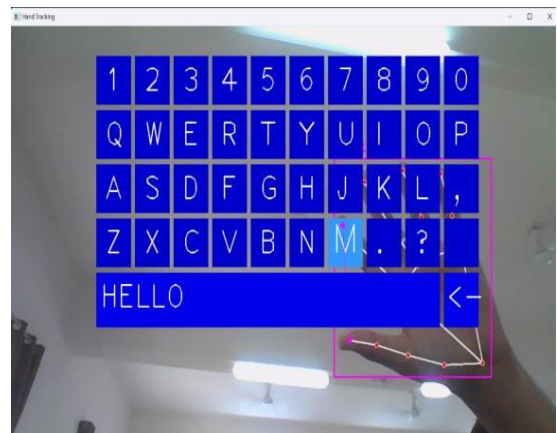 Hand Tracking
1 2 3 4 5 6 7 8 9 0
Q W E R T Y U I O P
A S D F G H J K L ,
Z X C V B N M . ?
HELLO <-